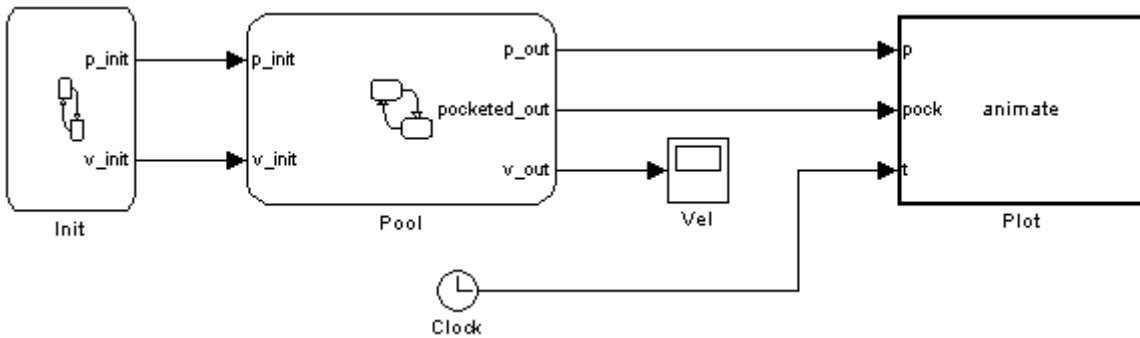 p_init
v_init
Init
p_init
v_init
p_out
pocketed_out
v_out
Pool
Vel
Clock
p
pock
t
animate
Plot